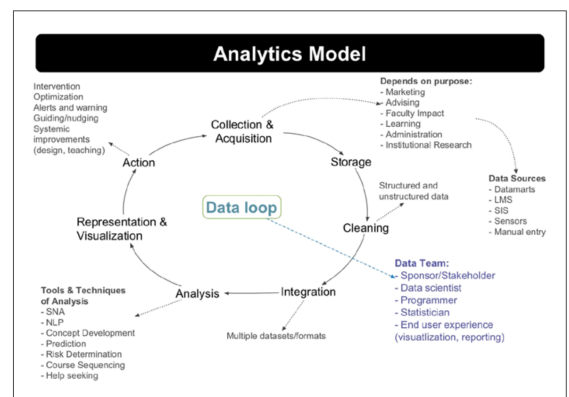 Analytics Model
Intervention
Optimization
Alerts and warning
Guiding/nudging
Systemic
improvements
(design, teaching)
Depends on purpose:
- Marketing
- Advising
- Faculty Impact
- Learning
- Administration
- Institutional Research
Collection &
Acquisition
Action
Storage
Data Sources
- Datamarts
- LMS
- SIS
- Sensors
- Manual entry
Structured and
unstructured data
Data loop
Representation &
Visualization
Cleaning
Data Team:
- Sponsor/Stakeholder
- Data scientist
- Programmer
- Statistician
- End user experience
(visuatlization, reporting)
Integration
Analysis
Tools & Techniques
of Analysis
- SNA
- NLP
- Concept Development
- Prediction
- Risk Determination
- Course Sequencing
- Help seeking
Multiple datasets/formats